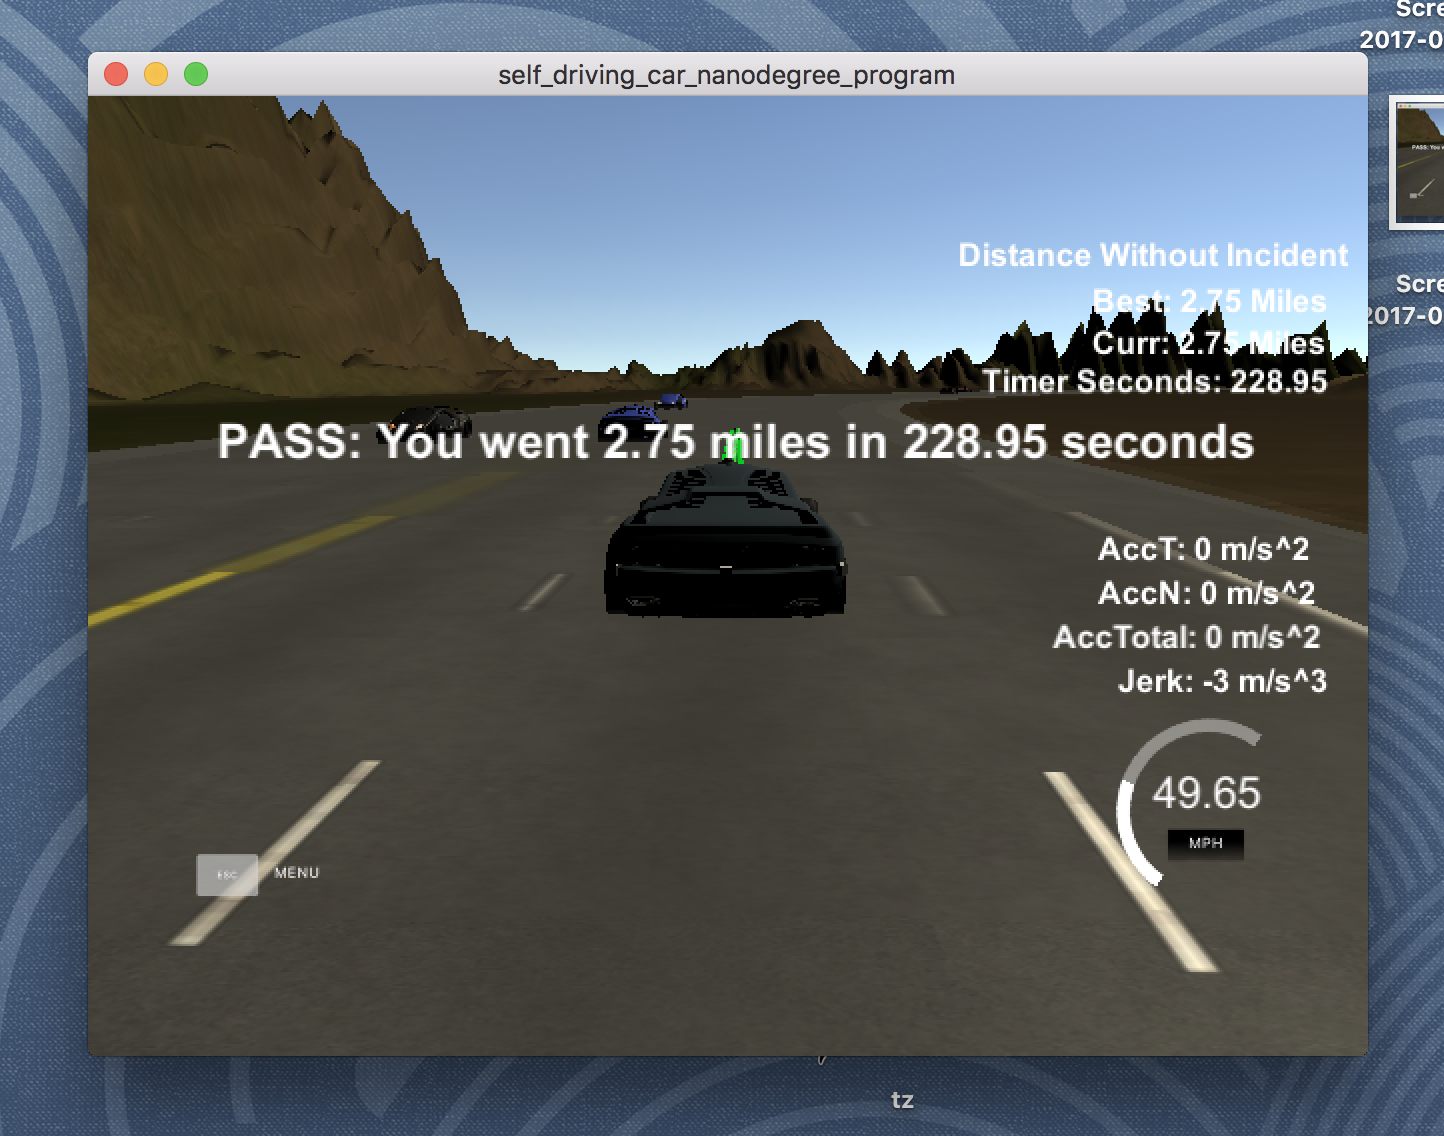 Scre
2017-0
self_driving_car_nanodegree_program
PASS: You w
Distance Without Incident
Scre
Best: 2.75 Miles
2017-0
Curr: 2.75 Miles
Timer Seconds: 228.95
PASS: You went 2.75 miles in 228.95 seconds
AccT: 0 m/s^2
AccN: 0 m/s^2
AccTotal: 0 m/s^2
Jerk: -3 m/s^3
49.65
MPH
ESC MENU
tz